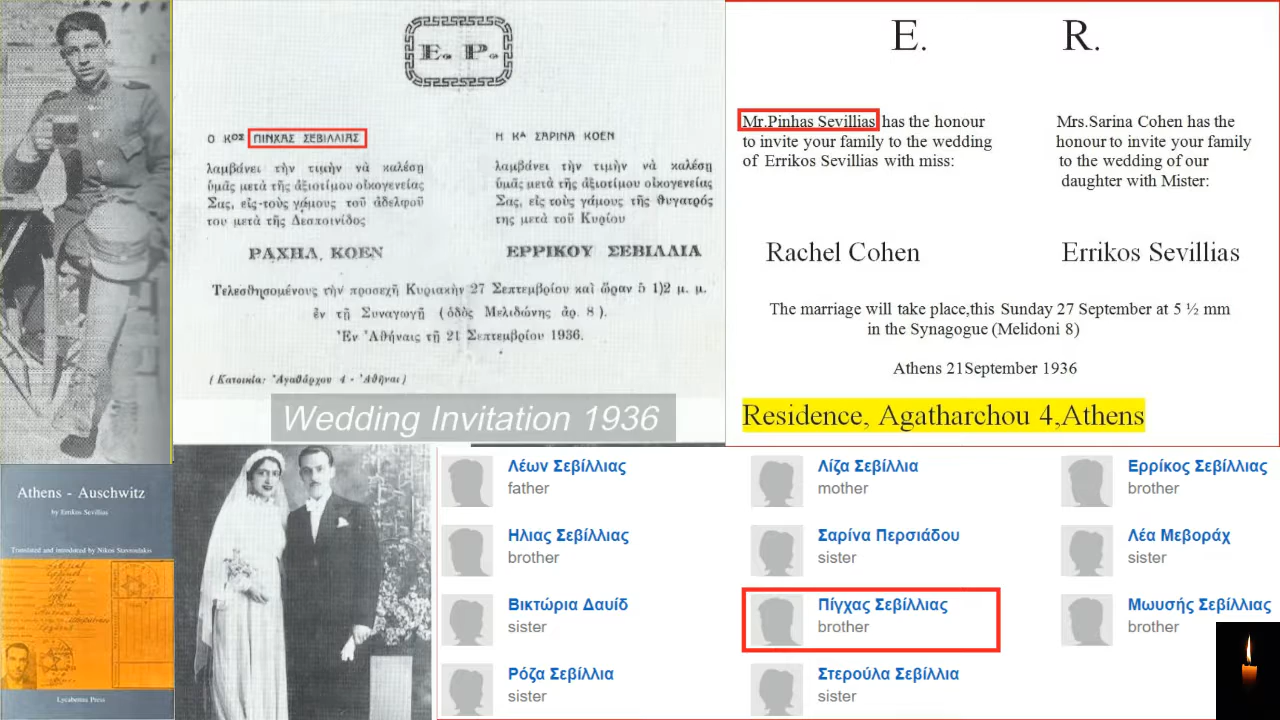 Ε. Ρ.
Ο ΚΟΣ ΠΙΝΧΑΣ ΣΕΒΙΛΛΙΑΣ
λαμβάνει τὴν τιμὴν νὰ καλέσῃ
ὑμᾶς μετὰ τῆς ἀξιοτίμου οἰκογενείας
Σας, εἰς τοὺς γάμους τοῦ ἀδελφοῦ
του μετὰ τῆς Δεσποινίδος
ΡΑΧΗΛ ΚΟΕΝ
Η ΚΑ ΣΑΡΙΝΑ ΚΟΕΝ
λαμβάνει τὴν τιμὴν νὰ καλέσῃ
ὑμᾶς μετὰ τῆς ἀξιοτίμου οἰκογενείας
Σας, εἰς τοὺς γάμους τῆς θυγατρός
της μετὰ τοῦ Κυρίου
ΕΡΡΙΚΟΥ ΣΕΒΙΛΛΙΑ
Τελεσθησομένους τὴν προσεχῆ Κυριακὴν 27 Σεπτεμβρίου καὶ ὥραν 5 1)2 μ. μ.
ἐν τῇ Συναγωγῇ (ὁδὸς Μελιδώνης ἀρ. 8).
Ἐν Ἀθήναις τῇ 21 Σεπτεμβρίου 1936.
(Κατοικία: Ἀγαθάρχου 4 - Ἀθῆναι)
Wedding Invitation 1936
E. R.
Mr.Pinhas Sevillias has the honour
to invite your family to the wedding
of Errikos Sevillias with miss:
Rachel Cohen
Mrs.Sarina Cohen has the
honour to invite your family
to the wedding of our
daughter with Mister:
Errikos Sevillias
The marriage will take place,this Sunday 27 September at 5 ½ mm
in the Synagogue (Melidoni 8)
Athens 21September 1936
Residence, Agatharchou 4,Athens
Athens - Auschwitz
by Errikos Sevillias
Translated and introduced by Nikos Stavroulakis
Lycabettus Press
Λέων Σεβίλλιας
father
Λίζα Σεβίλλια
mother
Ερρίκος Σεβίλλιας
brother
Ηλιας Σεβίλλιας
brother
Σαρίνα Περσιάδου
sister
Λέα Μεβοράχ
sister
Βικτώρια Δαυίδ
sister
Πίγχας Σεβίλλιας
brother
Μωυσής Σεβίλλιας
brother
Ρόζα Σεβίλλια
sister
Στερούλα Σεβίλλια
sister